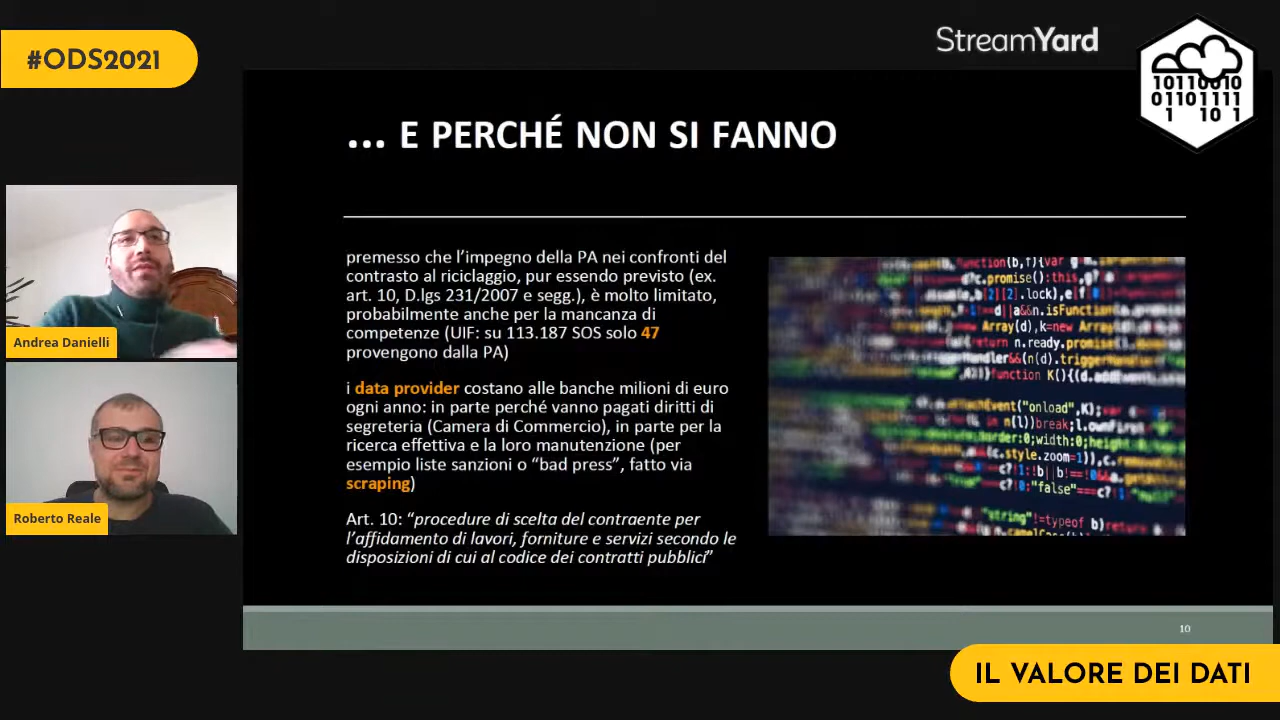 #ODS2021
StreamYard
10110010
01101111
1 10 1
... E PERCHÉ NON SI FANNO
premesso che l’impegno della PA nei confronti del
contrasto al riciclaggio, pur essendo previsto (ex.
art. 10, D.lgs 231/2007 e segg.), è molto limitato,
probabilmente anche per la mancanza di
competenze (UIF: su 113.187 SOS solo 47
provengono dalla PA)
i data provider costano alle banche milioni di euro
ogni anno: in parte perché vanno pagati diritti di
segreteria (Camera di Commercio), in parte per la
ricerca effettiva e la loro manutenzione (per
esempio liste sanzioni o “bad press”, fatto via
scraping)
Art. 10: “procedure di scelta del contraente per
l’affidamento di lavori, forniture e servizi secondo le
disposizioni di cui al codice dei contratti pubblici”
Andrea Danielli
Roberto Reale
10
IL VALORE DEI DATI